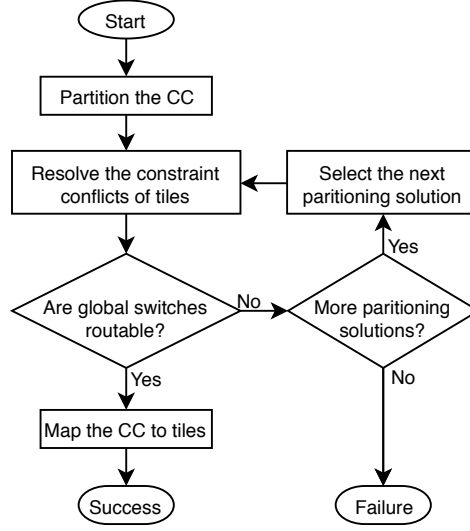 Start
Partition the CC
Resolve the constraint
conflicts of tiles
Select the next
paritioning solution
Are global switches
routable?
No
More paritioning
solutions?
Yes
Yes
No
Map the CC to tiles
Success
Failure